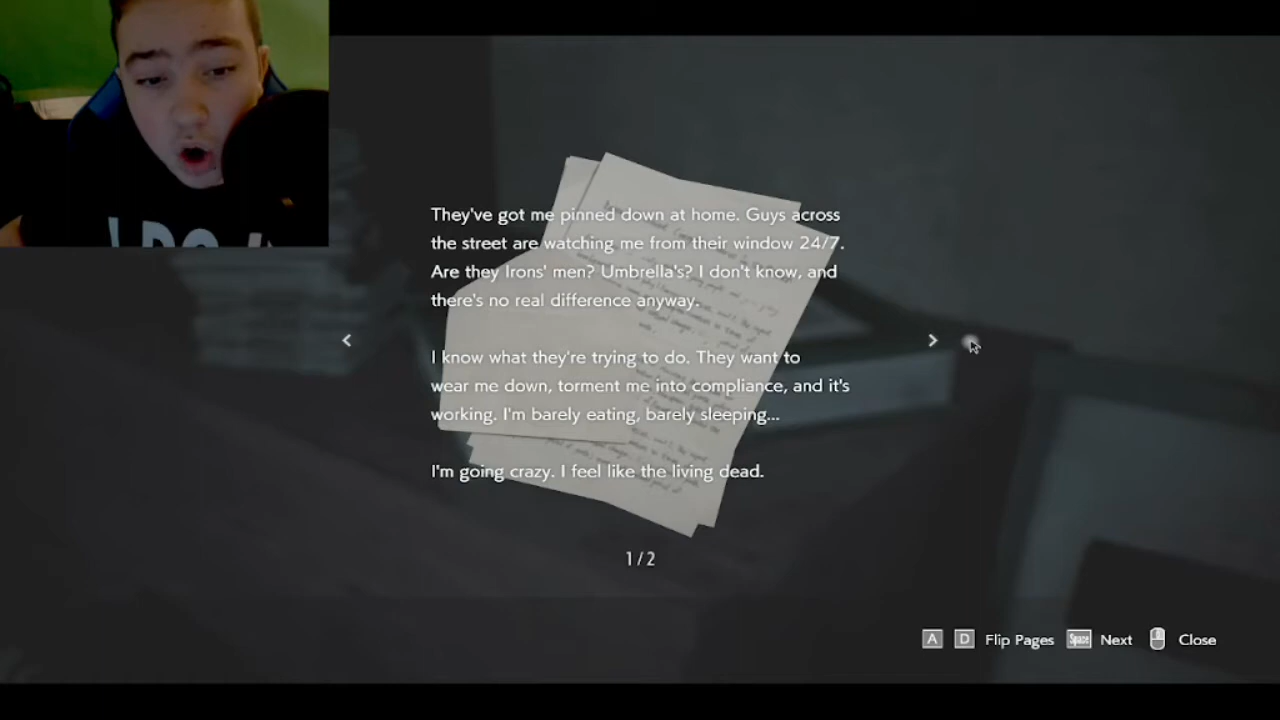 They've got me pinned down at home. Guys across
the street are watching me from their window 24/7.
Are they Irons' men? Umbrella's? I don't know, and
there's no real difference anyway.
I know what they're trying to do. They want to
wear me down, torment me into compliance, and it's
working. I'm barely eating, barely sleeping...
I'm going crazy. I feel like the living dead.
1/2
A D Flip Pages Space Next Close